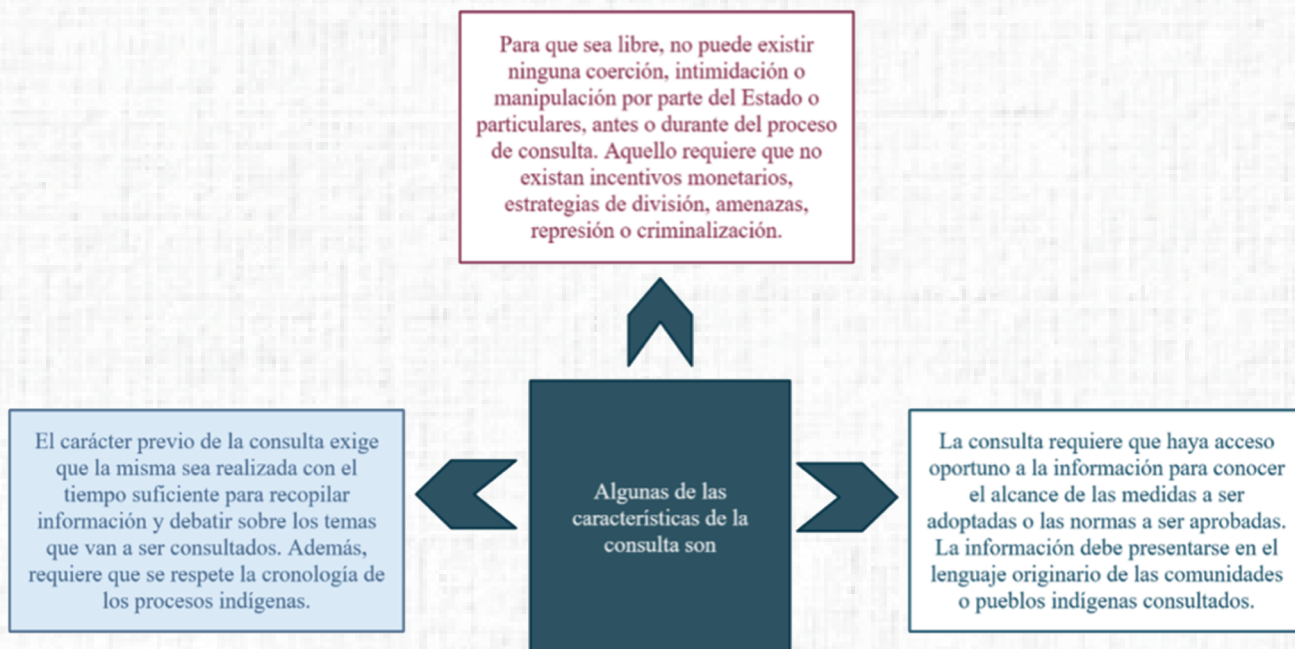 Para que sea libre, no puede existir
ninguna coerción, intimidación o
manipulación por parte del Estado o
particulares, antes o durante del proceso
de consulta. Aquello requiere que no
existan incentivos monetarios,
estrategias de división, amenazas,
represión o criminalización.
El carácter previo de la consulta exige
que la misma sea realizada con el
tiempo suficiente para recopilar
información y debatir sobre los temas
que van a ser consultados. Además,
requiere que se respete la cronología de
los procesos indígenas.
Algunas de las
características de la
consulta son
La consulta requiere que haya acceso
oportuno a la información para conocer
el alcance de las medidas a ser
adoptadas o las normas a ser aprobadas.
La información debe presentarse en el
lenguaje originario de las comunidades
o pueblos indígenas consultados.